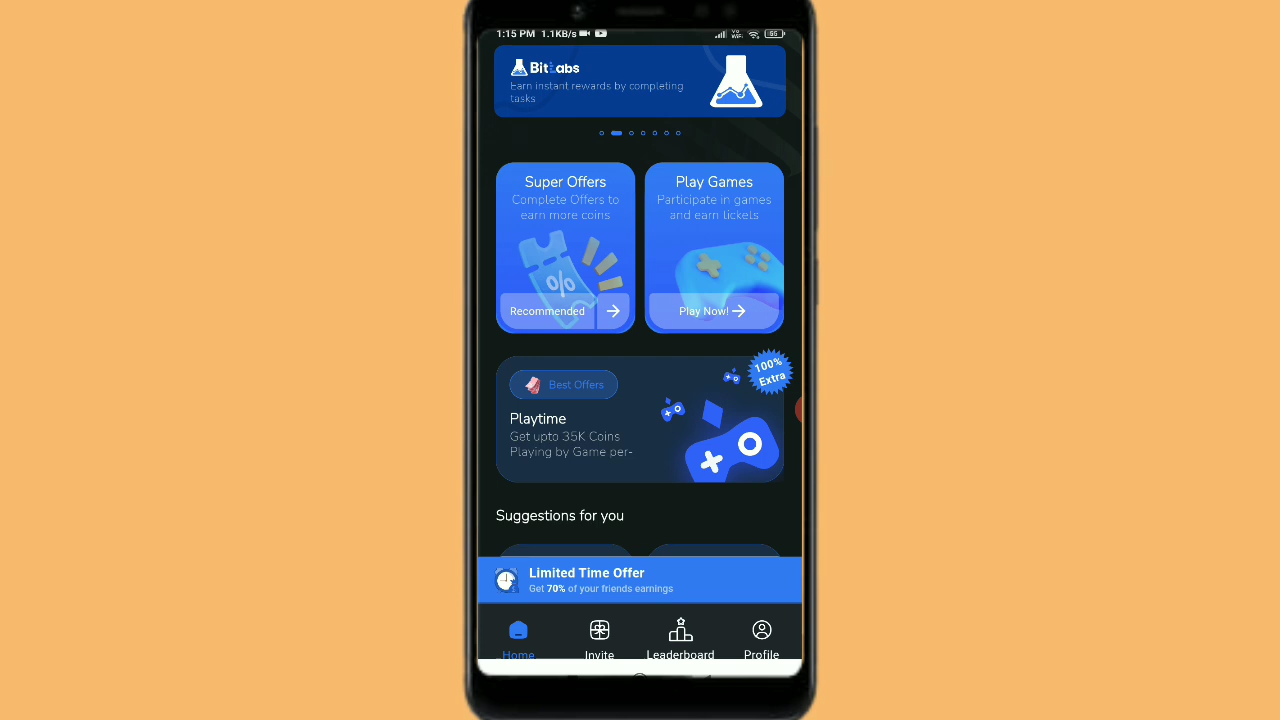 1:15 PM 1.1KB/s
Vo WiFi 55
BitLabs
Earn instant rewards by completing
tasks
Super Offers
Complete Offers to
earn more coins
%
Recommended
Play Games
Participate in games
and earn tickets
Play Now!
100%
Extra
Best Offers
Playtime
Get upto 35K Coins
Playing by Game per-
Suggestions for you
Limited Time Offer
Get 70% of your friends earnings
Home
Invite
Leaderboard
Profile